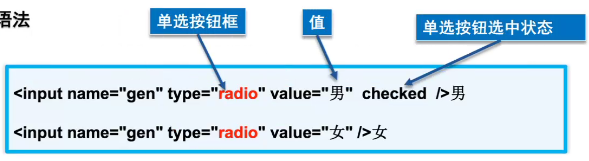 语法
单选按钮框
值
单选按钮选中状态
<input name="gen" type="radio" value="男"  checked  />男
<input name="gen" type="radio" value="女" />女